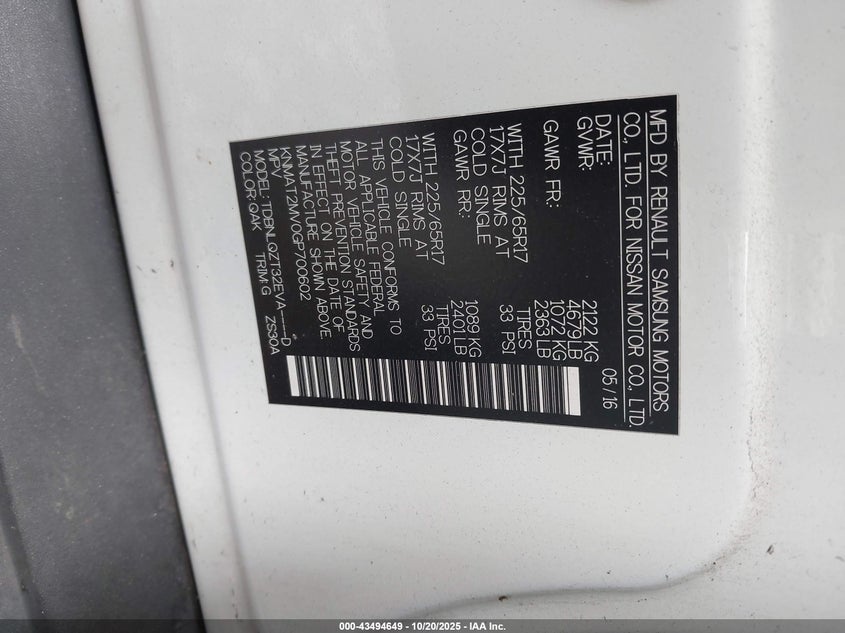 MFD BY RENAULT SAMSUNG MOTORS
CO., LTD. FOR NISSAN MOTOR CO., LTD.
DATE: 05/16
GVWR: 2122 KG
4679 LB
GAWR FR: 1072 KG
2363 LB
WITH 225/65R17 TIRES
17X7J RIMS AT 33 PSI
COLD SINGLE
GAWR RR: 1089 KG
2401 LB
WITH 225/65R17 TIRES
17X7J RIMS AT 33 PSI
COLD SINGLE
THIS VEHICLE CONFORMS TO
ALL APPLICABLE FEDERAL
MOTOR VEHICLE SAFETY AND
THEFT PREVENTION STANDARDS
IN EFFECT ON THE DATE OF
MANUFACTURE SHOWN ABOVE.
KNMAT2MV0GP700602
MPV
MODEL: TDBNLQZT32EVA----D
COLOR: QAK TRIM: G ZS30A
000-43494649 | 10/20/2025 | IAA Inc.